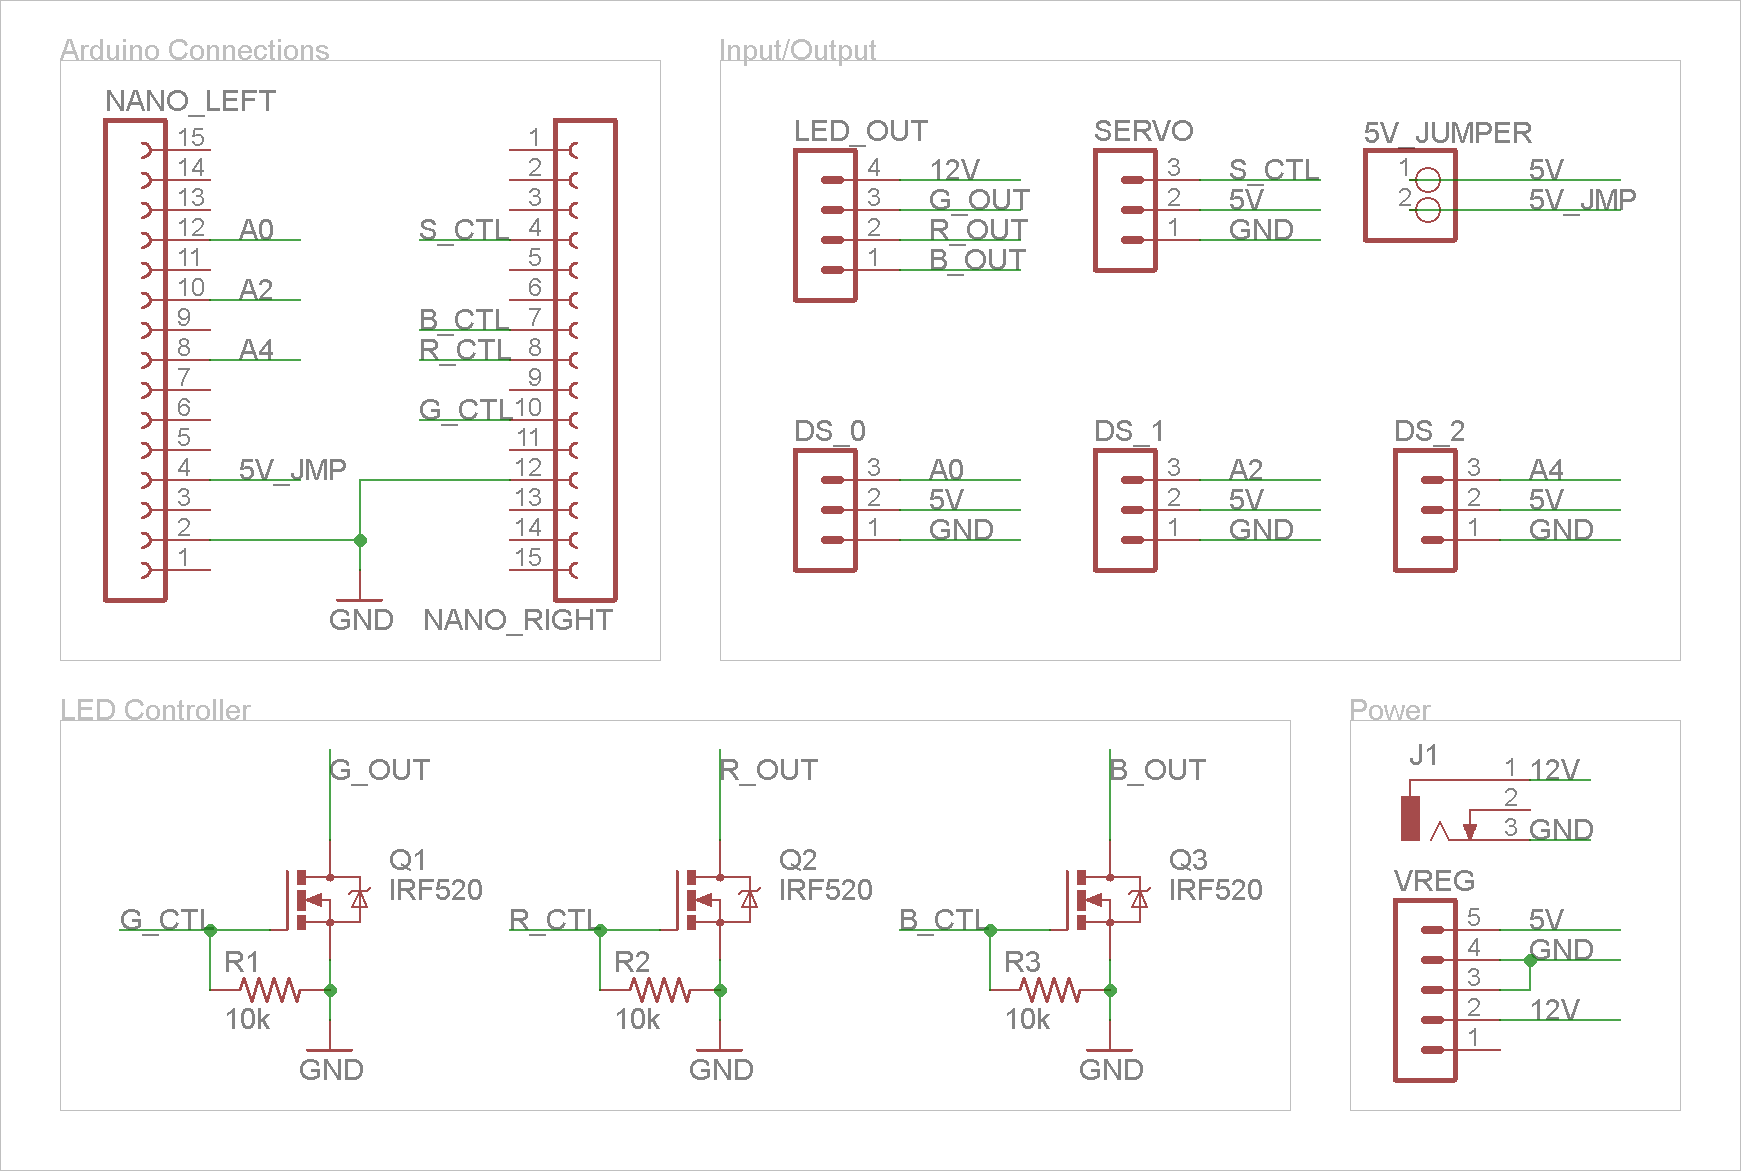 Arduino Connections
NANO_LEFT
15
14
13
12 A0
11
10 A2
9
8 A4
7
6
5
4 5V_JMP
3
2
1
1
2
3
S_CTL 4
5
6
B_CTL 7
R_CTL 8
9
G_CTL 10
11
12
13
14
15
GND
NANO_RIGHT
Input/Output
LED_OUT
4 12V
3 G_OUT
2 R_OUT
1 B_OUT
SERVO
3 S_CTL
2 5V
1 GND
5V_JUMPER
1 5V
2 5V_JMP
DS_0
3 A0
2 5V
1 GND
DS_1
3 A2
2 5V
1 GND
DS_2
3 A4
2 5V
1 GND
LED Controller
G_OUT
Q1
IRF520
G_CTL
R1
10k
GND
R_OUT
Q2
IRF520
R_CTL
R2
10k
GND
B_OUT
Q3
IRF520
B_CTL
R3
10k
GND
Power
J1
1 12V
2
3 GND
VREG
5 5V
4 GND
3
2 12V
1